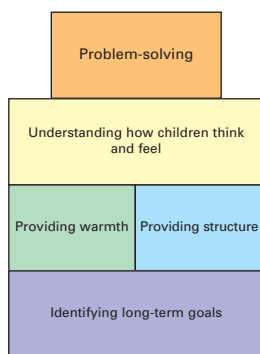 Problem-solving
Understanding how children think
and feel
Providing warmth
Providing structure
Identifying long-term goals